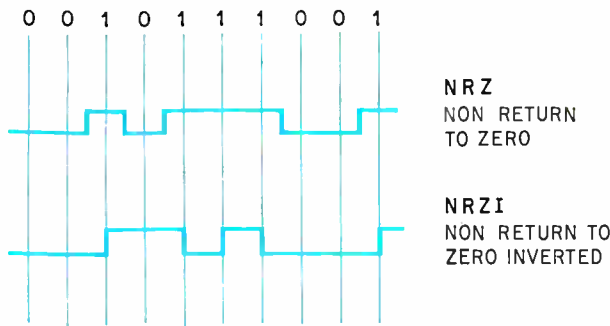 0 0 1 0 1 1 1 0 0 1
NRZ
NON RETURN
TO ZERO
NRZI
NON RETURN TO
ZERO INVERTED